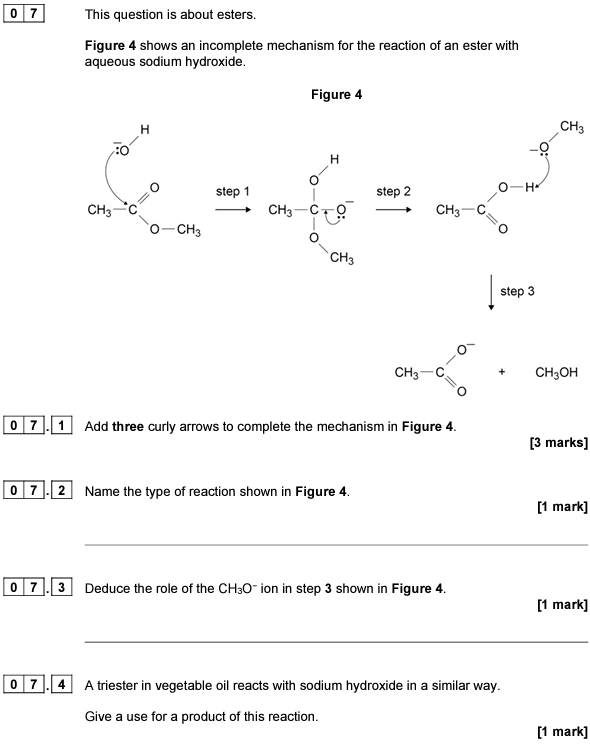 0 7 This question is about esters.
Figure 4 shows an incomplete mechanism for the reaction of an ester with
aqueous sodium hydroxide.
Figure 4
H
:O
–
O
CH3–C
O–CH3
step 1
H
O
CH3–C–O
–
O
CH3
step 2
CH3
–O
O–H
CH3–C
O
step 3
O–
CH3–C
O
+ CH3OH
0 7 . 1 Add three curly arrows to complete the mechanism in Figure 4.
[3 marks]
0 7 . 2 Name the type of reaction shown in Figure 4.
[1 mark]
0 7 . 3 Deduce the role of the CH3O– ion in step 3 shown in Figure 4.
[1 mark]
0 7 . 4 A triester in vegetable oil reacts with sodium hydroxide in a similar way.
Give a use for a product of this reaction.
[1 mark]